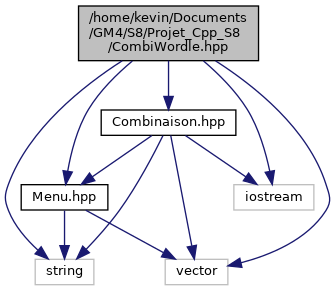 /home/kevin/Documents
/GM4/S8/Projet_Cpp_S8
/CombiWordle.hpp
Combinaison.hpp
Menu.hpp
iostream
string
vector